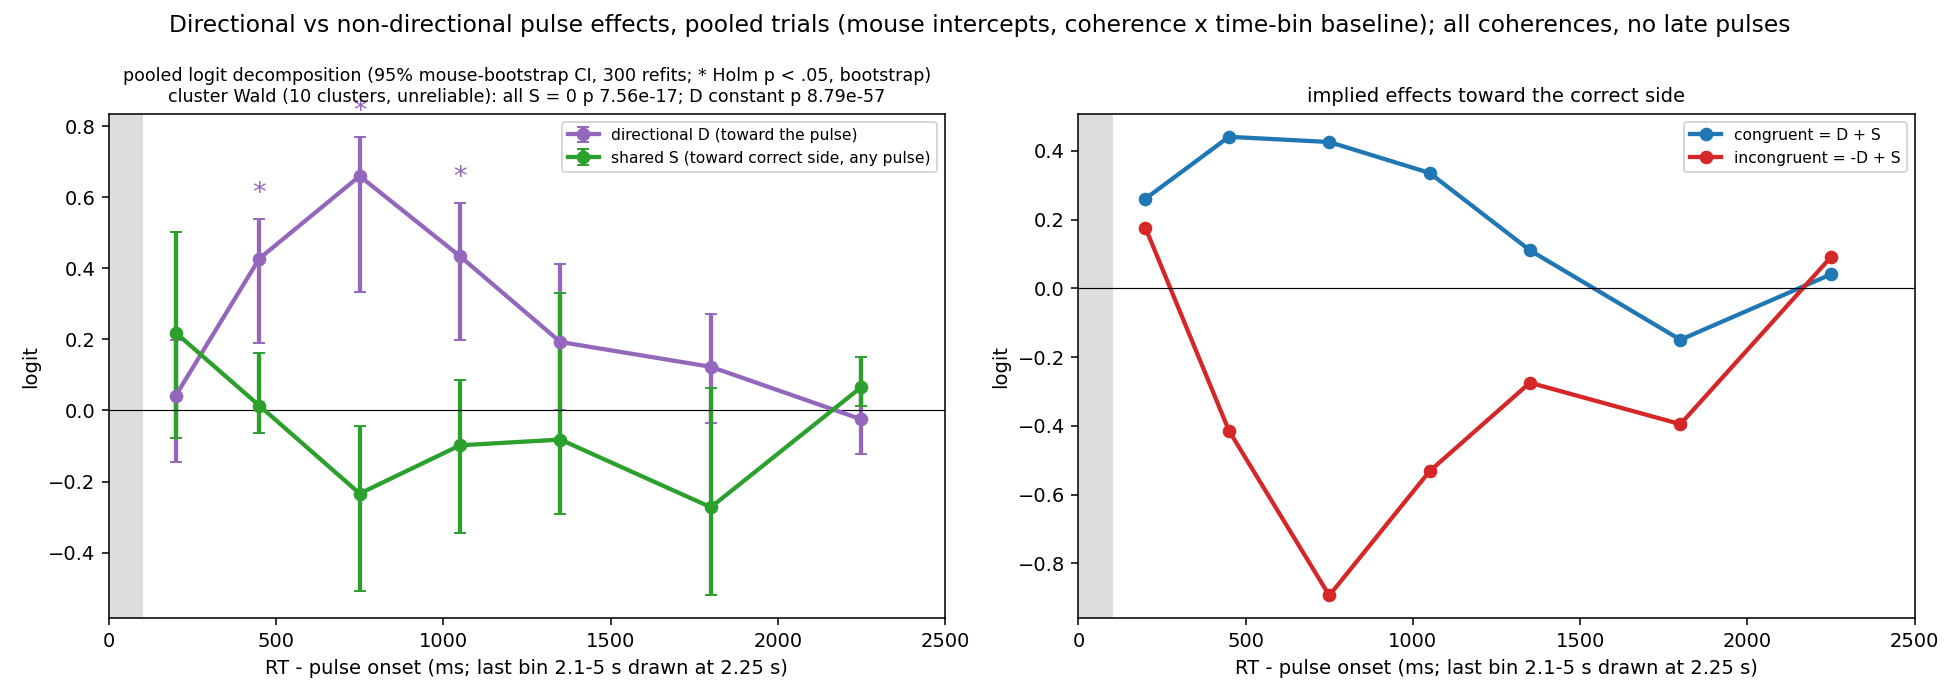 Directional vs non-directional pulse effects, pooled trials (mouse intercepts, coherence x time-bin baseline); all coherences, no late pulses
pooled logit decomposition (95% mouse-bootstrap CI, 300 refits; * Holm p < .05, bootstrap)
cluster Wald (10 clusters, unreliable): all S = 0 p 7.56e-17; D constant p 8.79e-57
*
*
*
directional D (toward the pulse)
shared S (toward correct side, any pulse)
0.8
0.6
0.4
0.2
0.0
−0.2
−0.4
logit
0
500
1000
1500
2000
2500
RT - pulse onset (ms; last bin 2.1-5 s drawn at 2.25 s)
implied effects toward the correct side
congruent = D + S
incongruent = -D + S
0.4
0.2
0.0
−0.2
−0.4
−0.6
−0.8
logit
0
500
1000
1500
2000
2500
RT - pulse onset (ms; last bin 2.1-5 s drawn at 2.25 s)